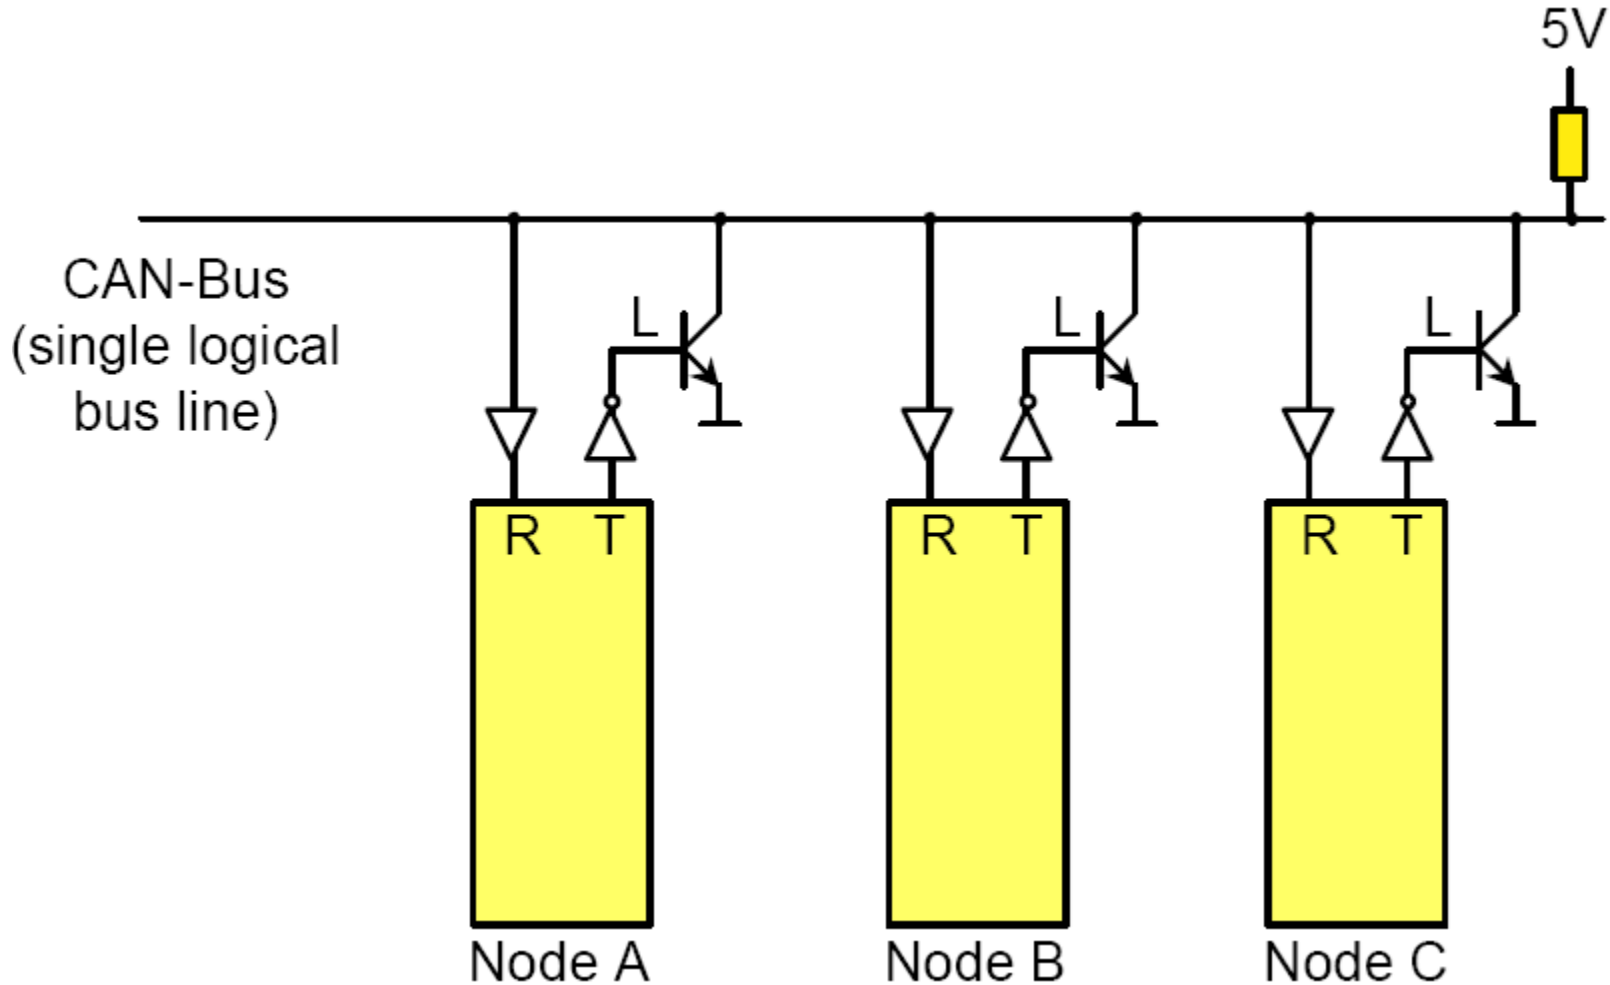 5V
CAN-Bus
(single logical
bus line)
L
L
L
R T
R T
R T
Node A
Node B
Node C